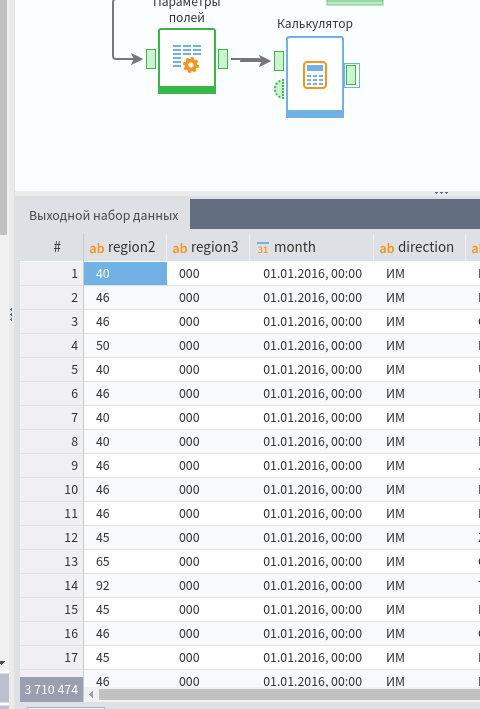 Параметры
полей
Калькулятор
Выходной набор данных
# ab region2 ab region3 31 month ab direction ab
1 40 000 01.01.2016, 00:00 ИМ
2 46 000 01.01.2016, 00:00 ИМ
3 46 000 01.01.2016, 00:00 ИМ
4 50 000 01.01.2016, 00:00 ИМ
5 40 000 01.01.2016, 00:00 ИМ
6 46 000 01.01.2016, 00:00 ИМ
7 40 000 01.01.2016, 00:00 ИМ
8 40 000 01.01.2016, 00:00 ИМ
9 46 000 01.01.2016, 00:00 ИМ
10 46 000 01.01.2016, 00:00 ИМ
11 46 000 01.01.2016, 00:00 ИМ
12 45 000 01.01.2016, 00:00 ИМ
13 65 000 01.01.2016, 00:00 ИМ
14 92 000 01.01.2016, 00:00 ИМ
15 45 000 01.01.2016, 00:00 ИМ
16 46 000 01.01.2016, 00:00 ИМ
17 45 000 01.01.2016, 00:00 ИМ
46 000 01.01.2016, 00:00 ИМ
3 710 474